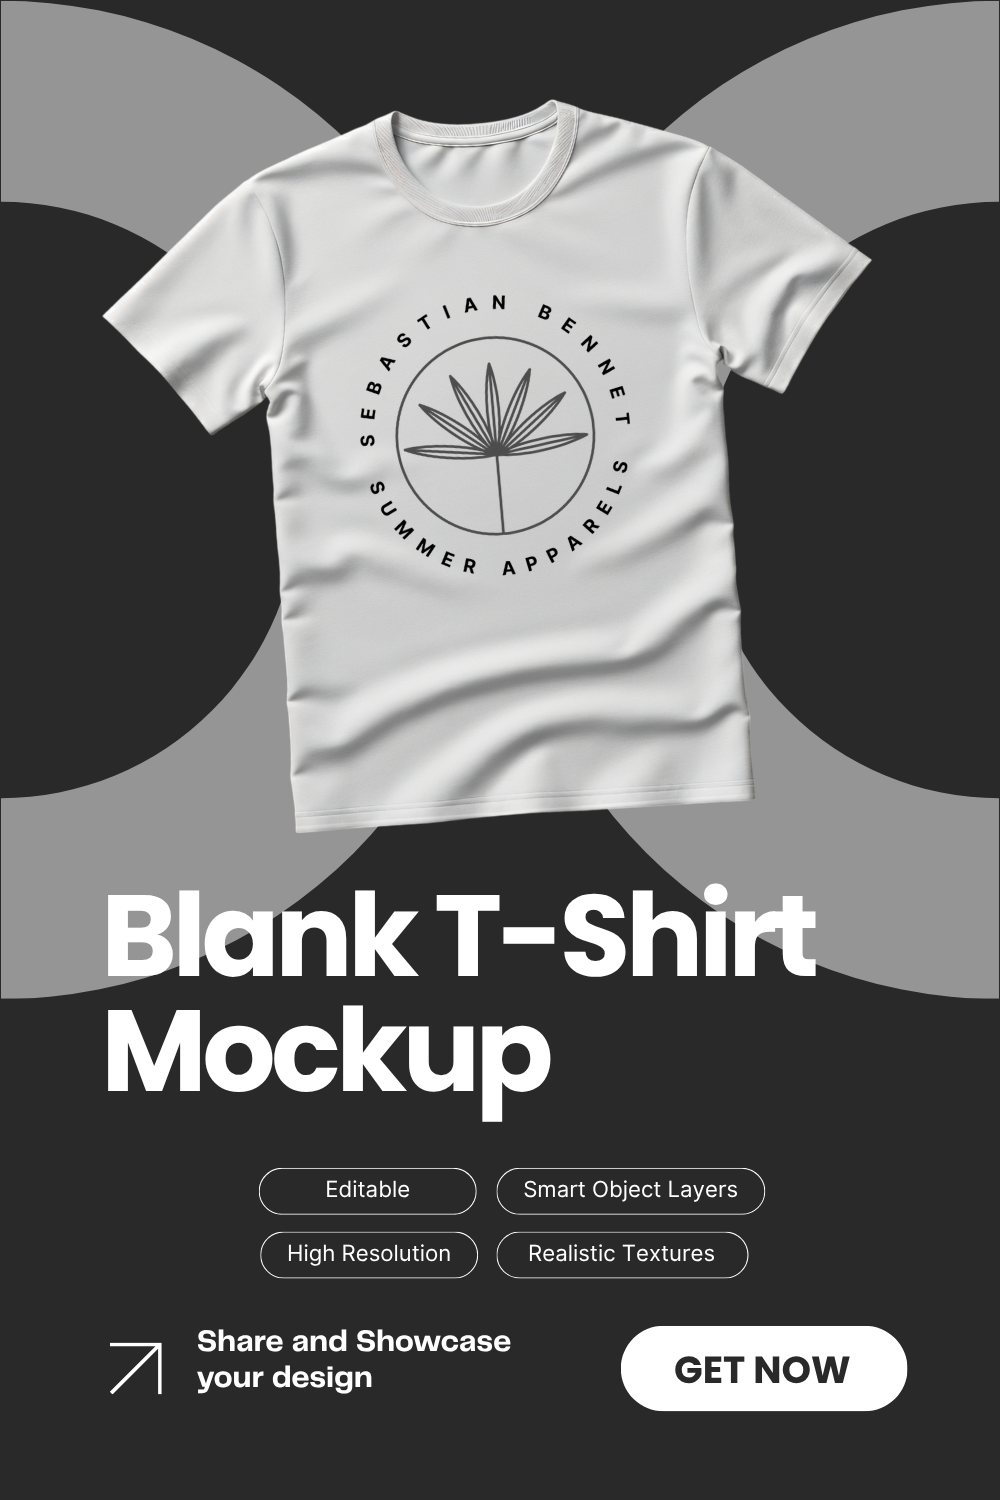 SEBASTIAN BENNET
SUMMER APPARELS
Blank T-Shirt
Mockup
Editable
Smart Object Layers
High Resolution
Realistic Textures
Share and Showcase
your design
GET NOW